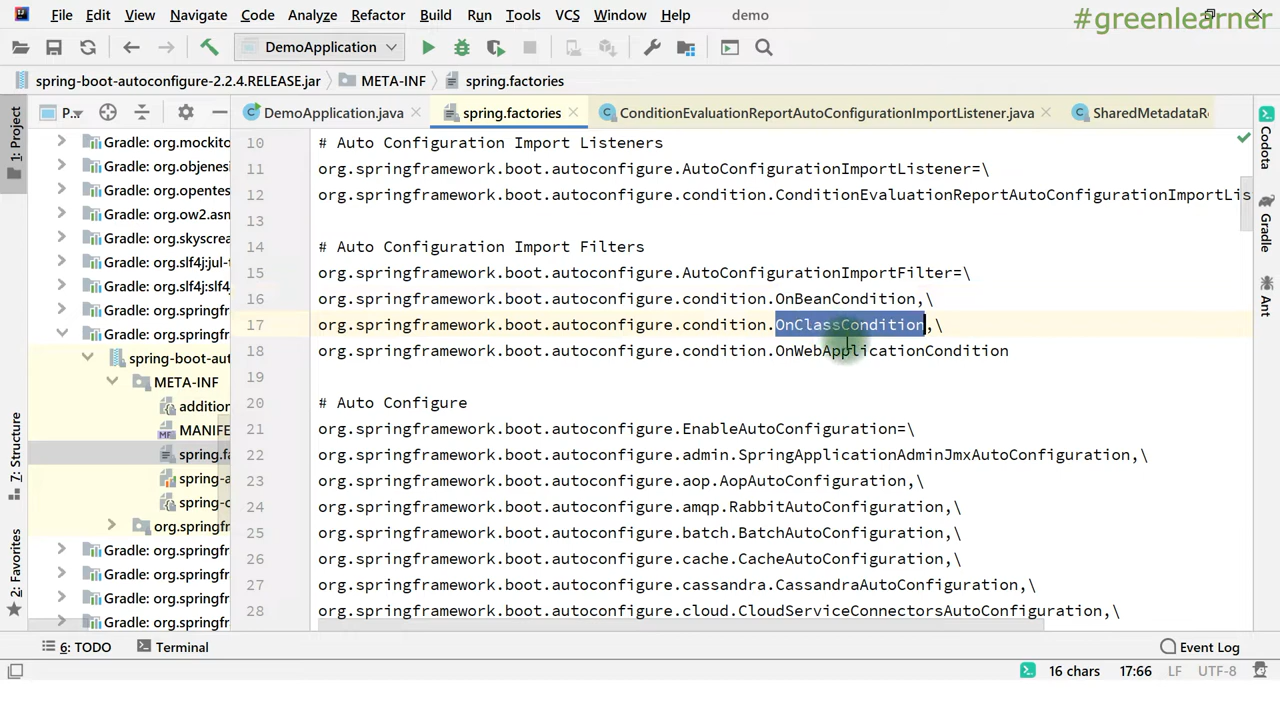 File Edit View Navigate Code Analyze Refactor Build Run Tools VCS Window Help demo
#greenlearner
DemoApplication
spring-boot-autoconfigure-2.2.4.RELEASE.jar META-INF spring.factories
1: Project
P...
DemoApplication.java spring.factories ConditionEvaluationReportAutoConfigurationImportListener.java SharedMetadataRe
Gradle: org.mockito
Gradle: org.objenesi
Gradle: org.opentes
Gradle: org.ow2.asm
Gradle: org.skyscrea
Gradle: org.slf4j:jul-t
Gradle: org.slf4j:slf4
Gradle: org.springfr
Gradle: org.springfr
spring-boot-aut
META-INF
addition
MANIFE
spring.fa
spring-a
spring-c
org.springfr
Gradle: org.springfr
Gradle: org.springfr
Gradle: org.springfr
Gradle: org.springfr
7: Structure
2: Favorites
10 # Auto Configuration Import Listeners
11 org.springframework.boot.autoconfigure.AutoConfigurationImportListener=\
12 org.springframework.boot.autoconfigure.condition.ConditionEvaluationReportAutoConfigurationImportLis
13
14 # Auto Configuration Import Filters
15 org.springframework.boot.autoconfigure.AutoConfigurationImportFilter=\
16 org.springframework.boot.autoconfigure.condition.OnBeanCondition,\
17 org.springframework.boot.autoconfigure.condition.OnClassCondition,\
18 org.springframework.boot.autoconfigure.condition.OnWebApplicationCondition
19
20 # Auto Configure
21 org.springframework.boot.autoconfigure.EnableAutoConfiguration=\
22 org.springframework.boot.autoconfigure.admin.SpringApplicationAdminJmxAutoConfiguration,\
23 org.springframework.boot.autoconfigure.aop.AopAutoConfiguration,\
24 org.springframework.boot.autoconfigure.amqp.RabbitAutoConfiguration,\
25 org.springframework.boot.autoconfigure.batch.BatchAutoConfiguration,\
26 org.springframework.boot.autoconfigure.cache.CacheAutoConfiguration,\
27 org.springframework.boot.autoconfigure.cassandra.CassandraAutoConfiguration,\
28 org.springframework.boot.autoconfigure.cloud.CloudServiceConnectorsAutoConfiguration,\
Codota
Gradle
Ant
6: TODO Terminal Event Log
16 chars 17:66 LF UTF-8